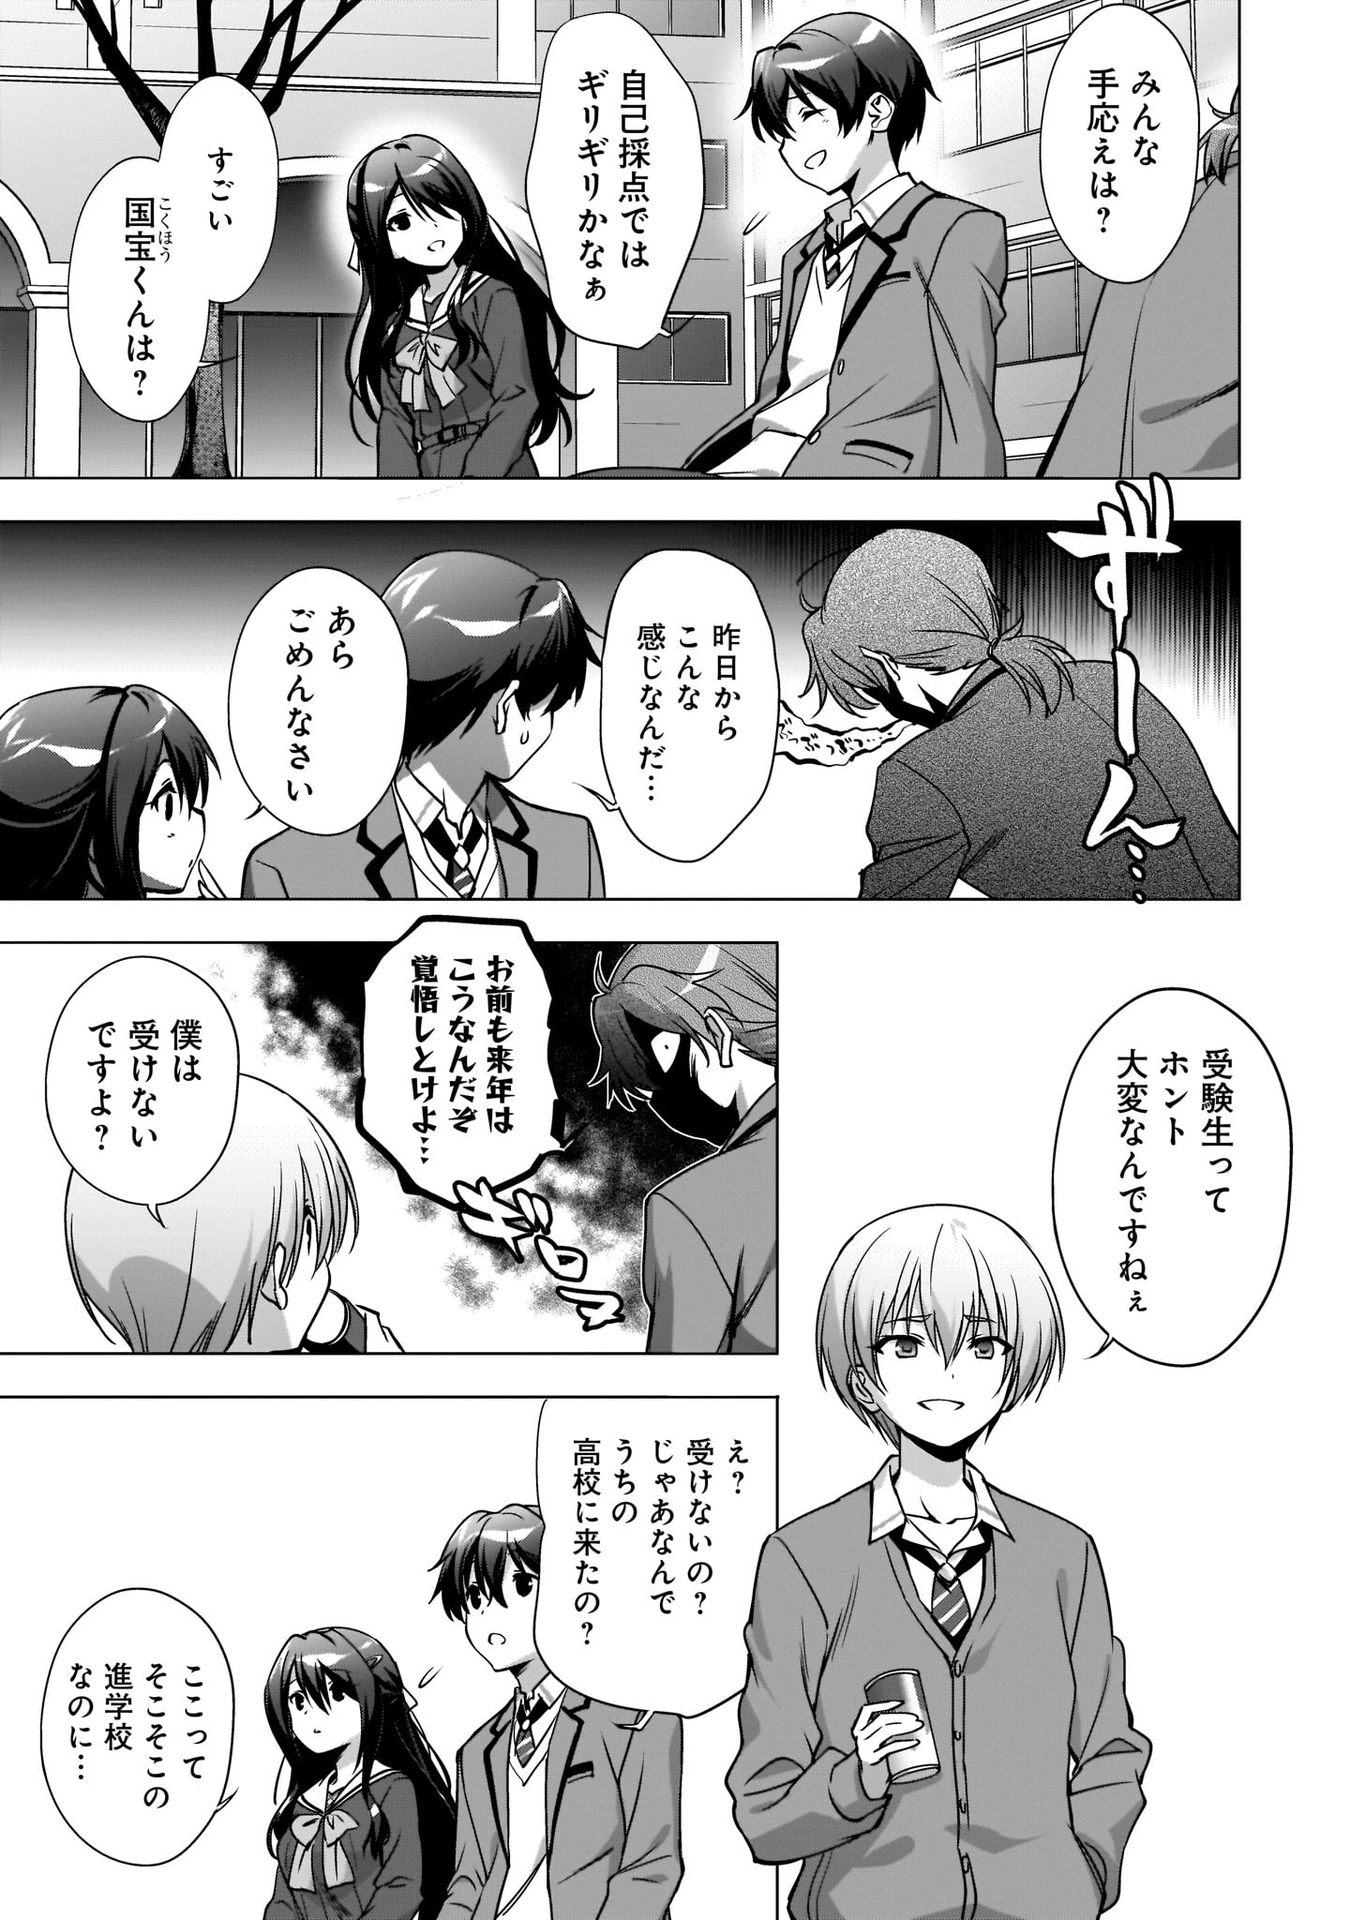 みんな
手応えは？
自己採点では
ギリギリかなぁ
すごい
国宝くんは？
こくほう
ずーん…
昨日から
こんな
感じなんだ…
あら
ごめんなさい
受験生って
ホント
大変なんですねぇ
お前も来年は
こうなんだぞ
覚悟しとけよ…
ギロッ
僕は
受けない
ですよ？
え？
受けないの？
じゃあなんで
うちの
高校に来たの？
ここって
そこそこの
進学校
なのに…